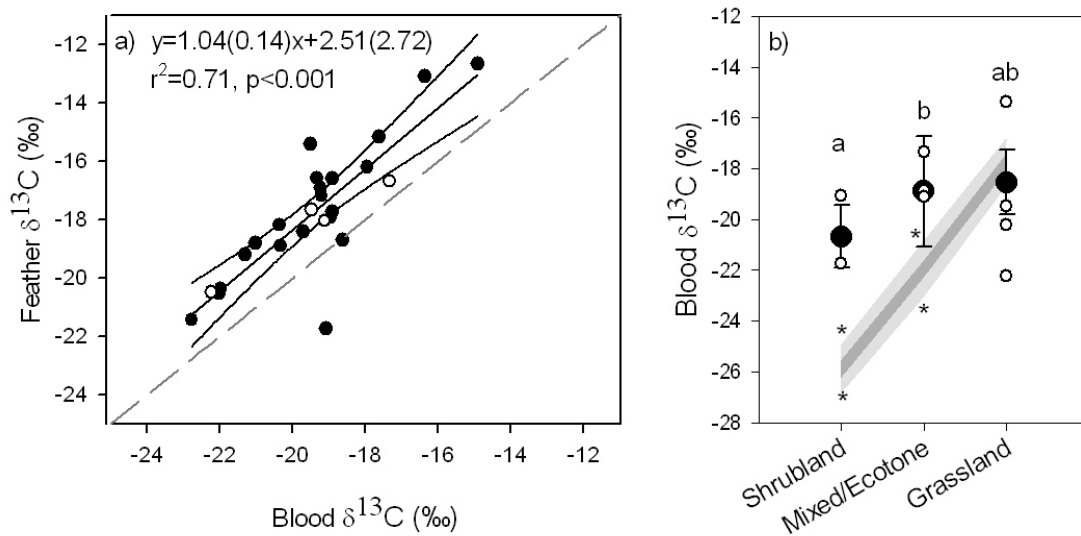 a) y=1.04(0.14)x+2.51(2.72)
r²=0.71, p<0.001
Feather δ¹³C (‰)
-12
-14
-16
-18
-20
-22
-24
-24 -22 -20 -18 -16 -14 -12
Blood δ¹³C (‰)
b)
Blood δ¹³C (‰)
-12
-14
-16
-18
-20
-22
-24
-26
-28
a b ab
* *
* *
Shrubland
Mixed/Ecotone
Grassland